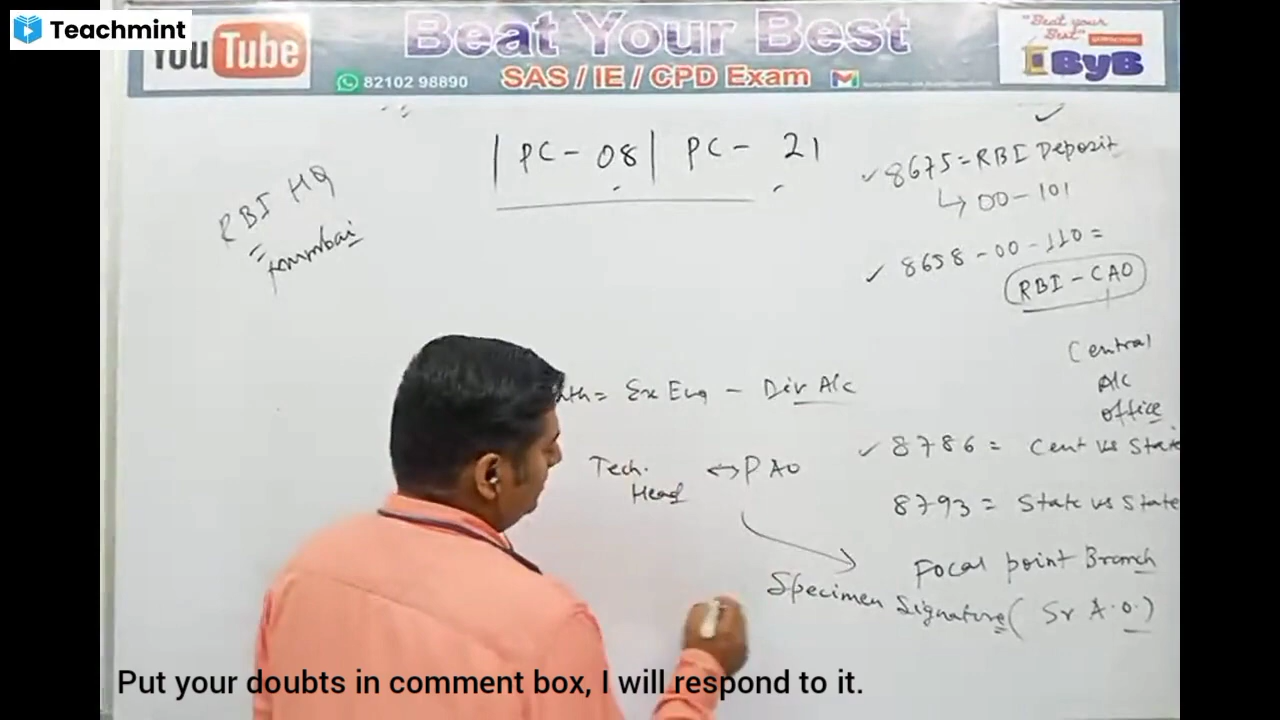 Teachmint
YouTube
Beat Your Best
SAS / IE / CPD Exam
82102 98890
"Beat your
Best"
ByB
PC - 08 | PC - 21
RBI HQ
Mumbai
8675 = RBI Deposit
00 - 101
8658 - 00 - 110 =
RBI - CAO
Central
A/c
office
= Ex Eng - Div A/c
Tech.
Head
PAO
8786 = Cent vs State
8793 = State vs State
Focal point Branch
Specimen Signature ( Sr A.O. )
Put your doubts in comment box, I will respond to it.